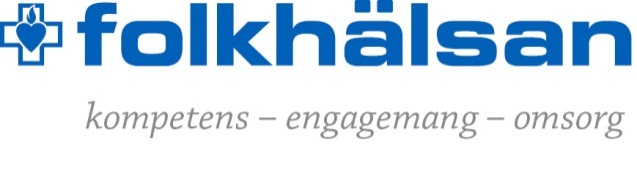 folkhälsan
kompetens – engagemang – omsorg